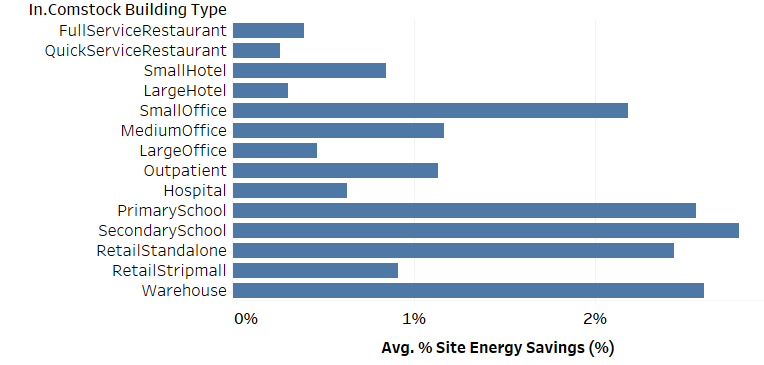 In.Comstock Building Type
FullServiceRestaurant
QuickServiceRestaurant
SmallHotel
LargeHotel
SmallOffice
MediumOffice
LargeOffice
Outpatient
Hospital
PrimarySchool
SecondarySchool
RetailStandalone
RetailStripmall
Warehouse
0% 1% 2%
Avg. % Site Energy Savings (%)